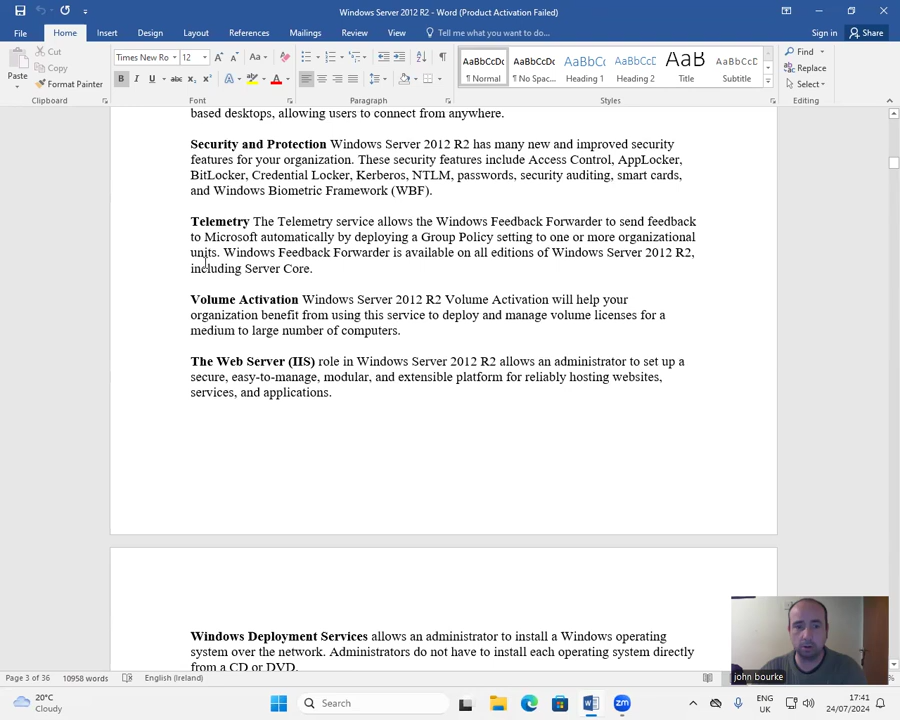 Windows Server 2012 R2 - Word (Product Activation Failed)
File Home Insert Design Layout References Mailings Review View Tell me what you want to do... Sign in Share
Paste Cut Copy Format Painter
Times New Ro 12
AaBbCcDc AaBbCcDc AaBbCc AaBbCcD AaB AaBbCcD
¶ Normal ¶ No Spac... Heading 1 Heading 2 Title Subtitle
Find Replace Select
Clipboard Font Paragraph Styles Editing
based desktops, allowing users to connect from anywhere.
Security and Protection Windows Server 2012 R2 has many new and improved security
features for your organization. These security features include Access Control, AppLocker,
BitLocker, Credential Locker, Kerberos, NTLM, passwords, security auditing, smart cards,
and Windows Biometric Framework (WBF).
Telemetry The Telemetry service allows the Windows Feedback Forwarder to send feedback
to Microsoft automatically by deploying a Group Policy setting to one or more organizational
units. Windows Feedback Forwarder is available on all editions of Windows Server 2012 R2,
including Server Core.
Volume Activation Windows Server 2012 R2 Volume Activation will help your
organization benefit from using this service to deploy and manage volume licenses for a
medium to large number of computers.
The Web Server (IIS) role in Windows Server 2012 R2 allows an administrator to set up a
secure, easy-to-manage, modular, and extensible platform for reliably hosting websites,
services, and applications.
Windows Deployment Services allows an administrator to install a Windows operating
system over the network. Administrators do not have to install each operating system directly
from a CD or DVD.
john bourke
Page 3 of 36 10958 words English (Ireland)
20°C
Cloudy
Search
ENG
UK
17:41
24/07/2024